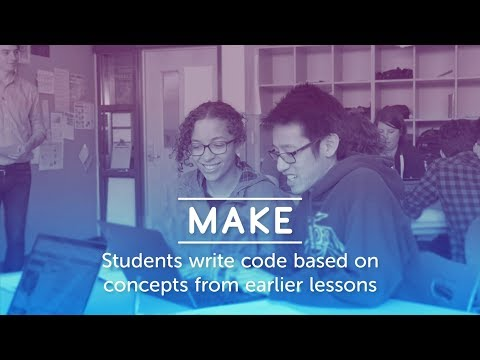 MAKE
Students write code based on
concepts from earlier lessons